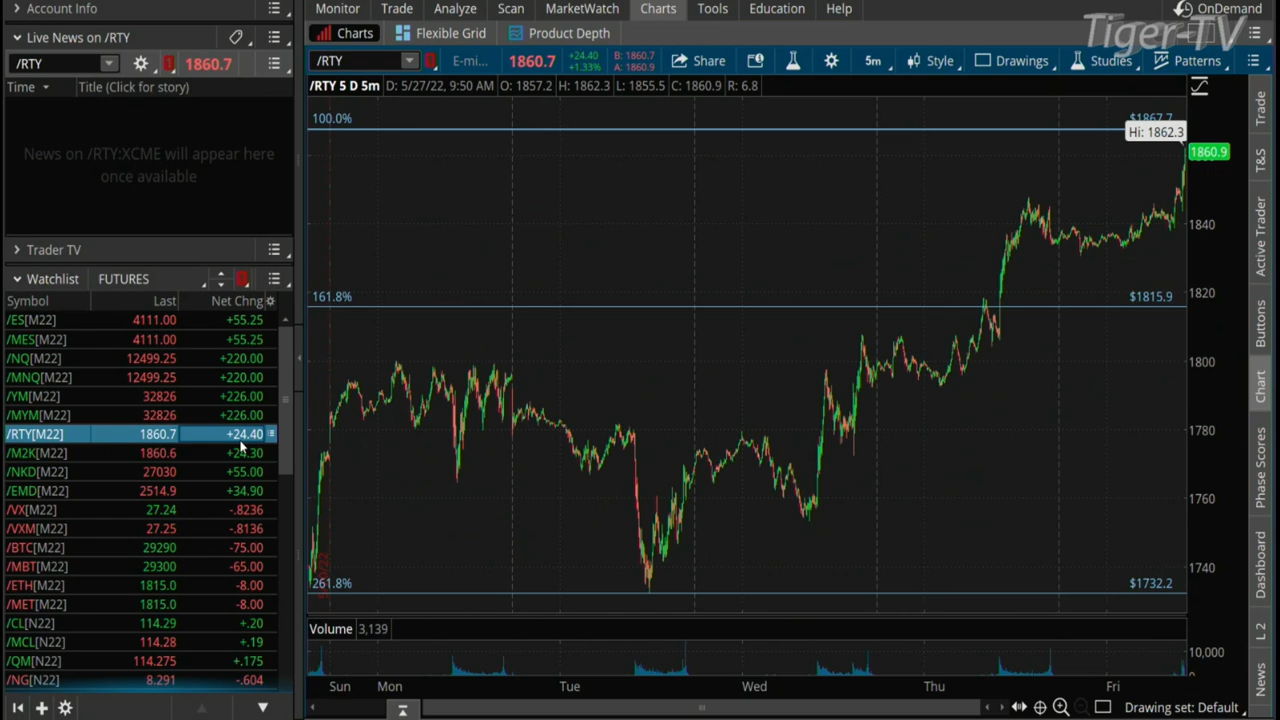 Account Info
Monitor Trade Analyze Scan MarketWatch Charts Tools Education Help OnDemand
Tiger-TV
Live News on /RTY
Charts Flexible Grid Product Depth
/RTY 1860.7
/RTY E-mi... 1860.7 +24.40 +1.33% B: 1860.7 A: 1860.9 Share 5m Style Drawings Studies Patterns
Time Title (Click for story)
/RTY 5 D 5m D: 5/27/22, 9:50 AM O: 1857.2 H: 1862.3 L: 1855.5 C: 1860.9 R: 6.8
News on /RTY:XCME will appear here
once available
100.0% $1867.7
Hi: 1862.3
1860.9
1840
161.8% $1815.9
1820
1800
1780
1760
1740
261.8% $1732.2
Trader TV
Watchlist FUTURES
Symbol Last Net Chng
/ES[M22] 4111.00 +55.25
/MES[M22] 4111.00 +55.25
/NQ[M22] 12499.25 +220.00
/MNQ[M22] 12499.25 +220.00
/YM[M22] 32826 +226.00
/MYM[M22] 32826 +226.00
/RTY[M22] 1860.7 +24.40
/M2K[M22] 1860.6 +24.30
/NKD[M22] 27030 +55.00
/EMD[M22] 2514.9 +34.90
/VX[M22] 27.24 -.8236
/VXM[M22] 27.25 -.8136
/BTC[M22] 29290 -75.00
/MBT[M22] 29300 -65.00
/ETH[M22] 1815.0 -8.00
/MET[M22] 1815.0 -8.00
/CL[N22] 114.29 +.20
/MCL[N22] 114.28 +.19
/QM[N22] 114.275 +.175
/NG[N22] 8.291 -.604
Volume 3,139
10,000
Sun Mon Tue Wed Thu Fri
Drawing set: Default
Trade
T&S
Active Trader
Buttons
Chart
Phase Scores
Dashboard
L 2
News